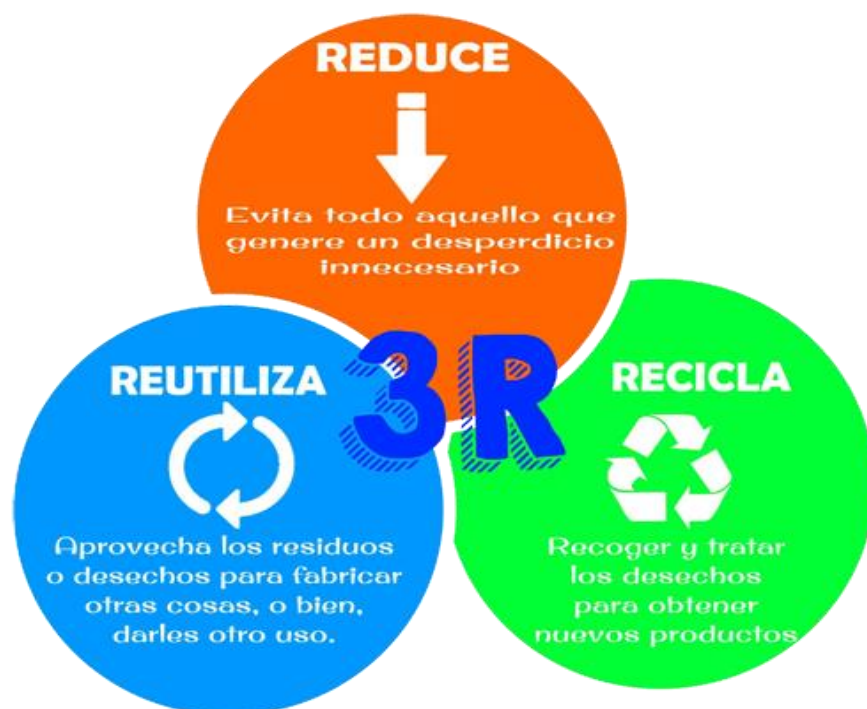 REDUCE
Evita todo aquello que
genere un desperdicio
innecesario
3R
REUTILIZA
Aprovecha los residuos
o desechos para fabricar
otras cosas, o bien,
darles otro uso.
RECICLA
Recoger y tratar
los desechos
para obtener
nuevos productos